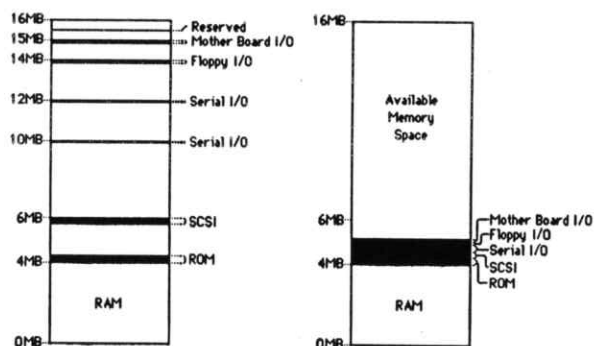 16MB
Reserved
15MB
Mother Board I/O
14MB
Floppy I/O
12MB
Serial I/O
10MB
Serial I/O
6MB
SCSI
4MB
ROM
RAM
0MB
16MB
Available
Memory
Space
6MB
Mother Board I/O
Floppy I/O
Serial I/O
4MB
SCSI
ROM
RAM
0MB